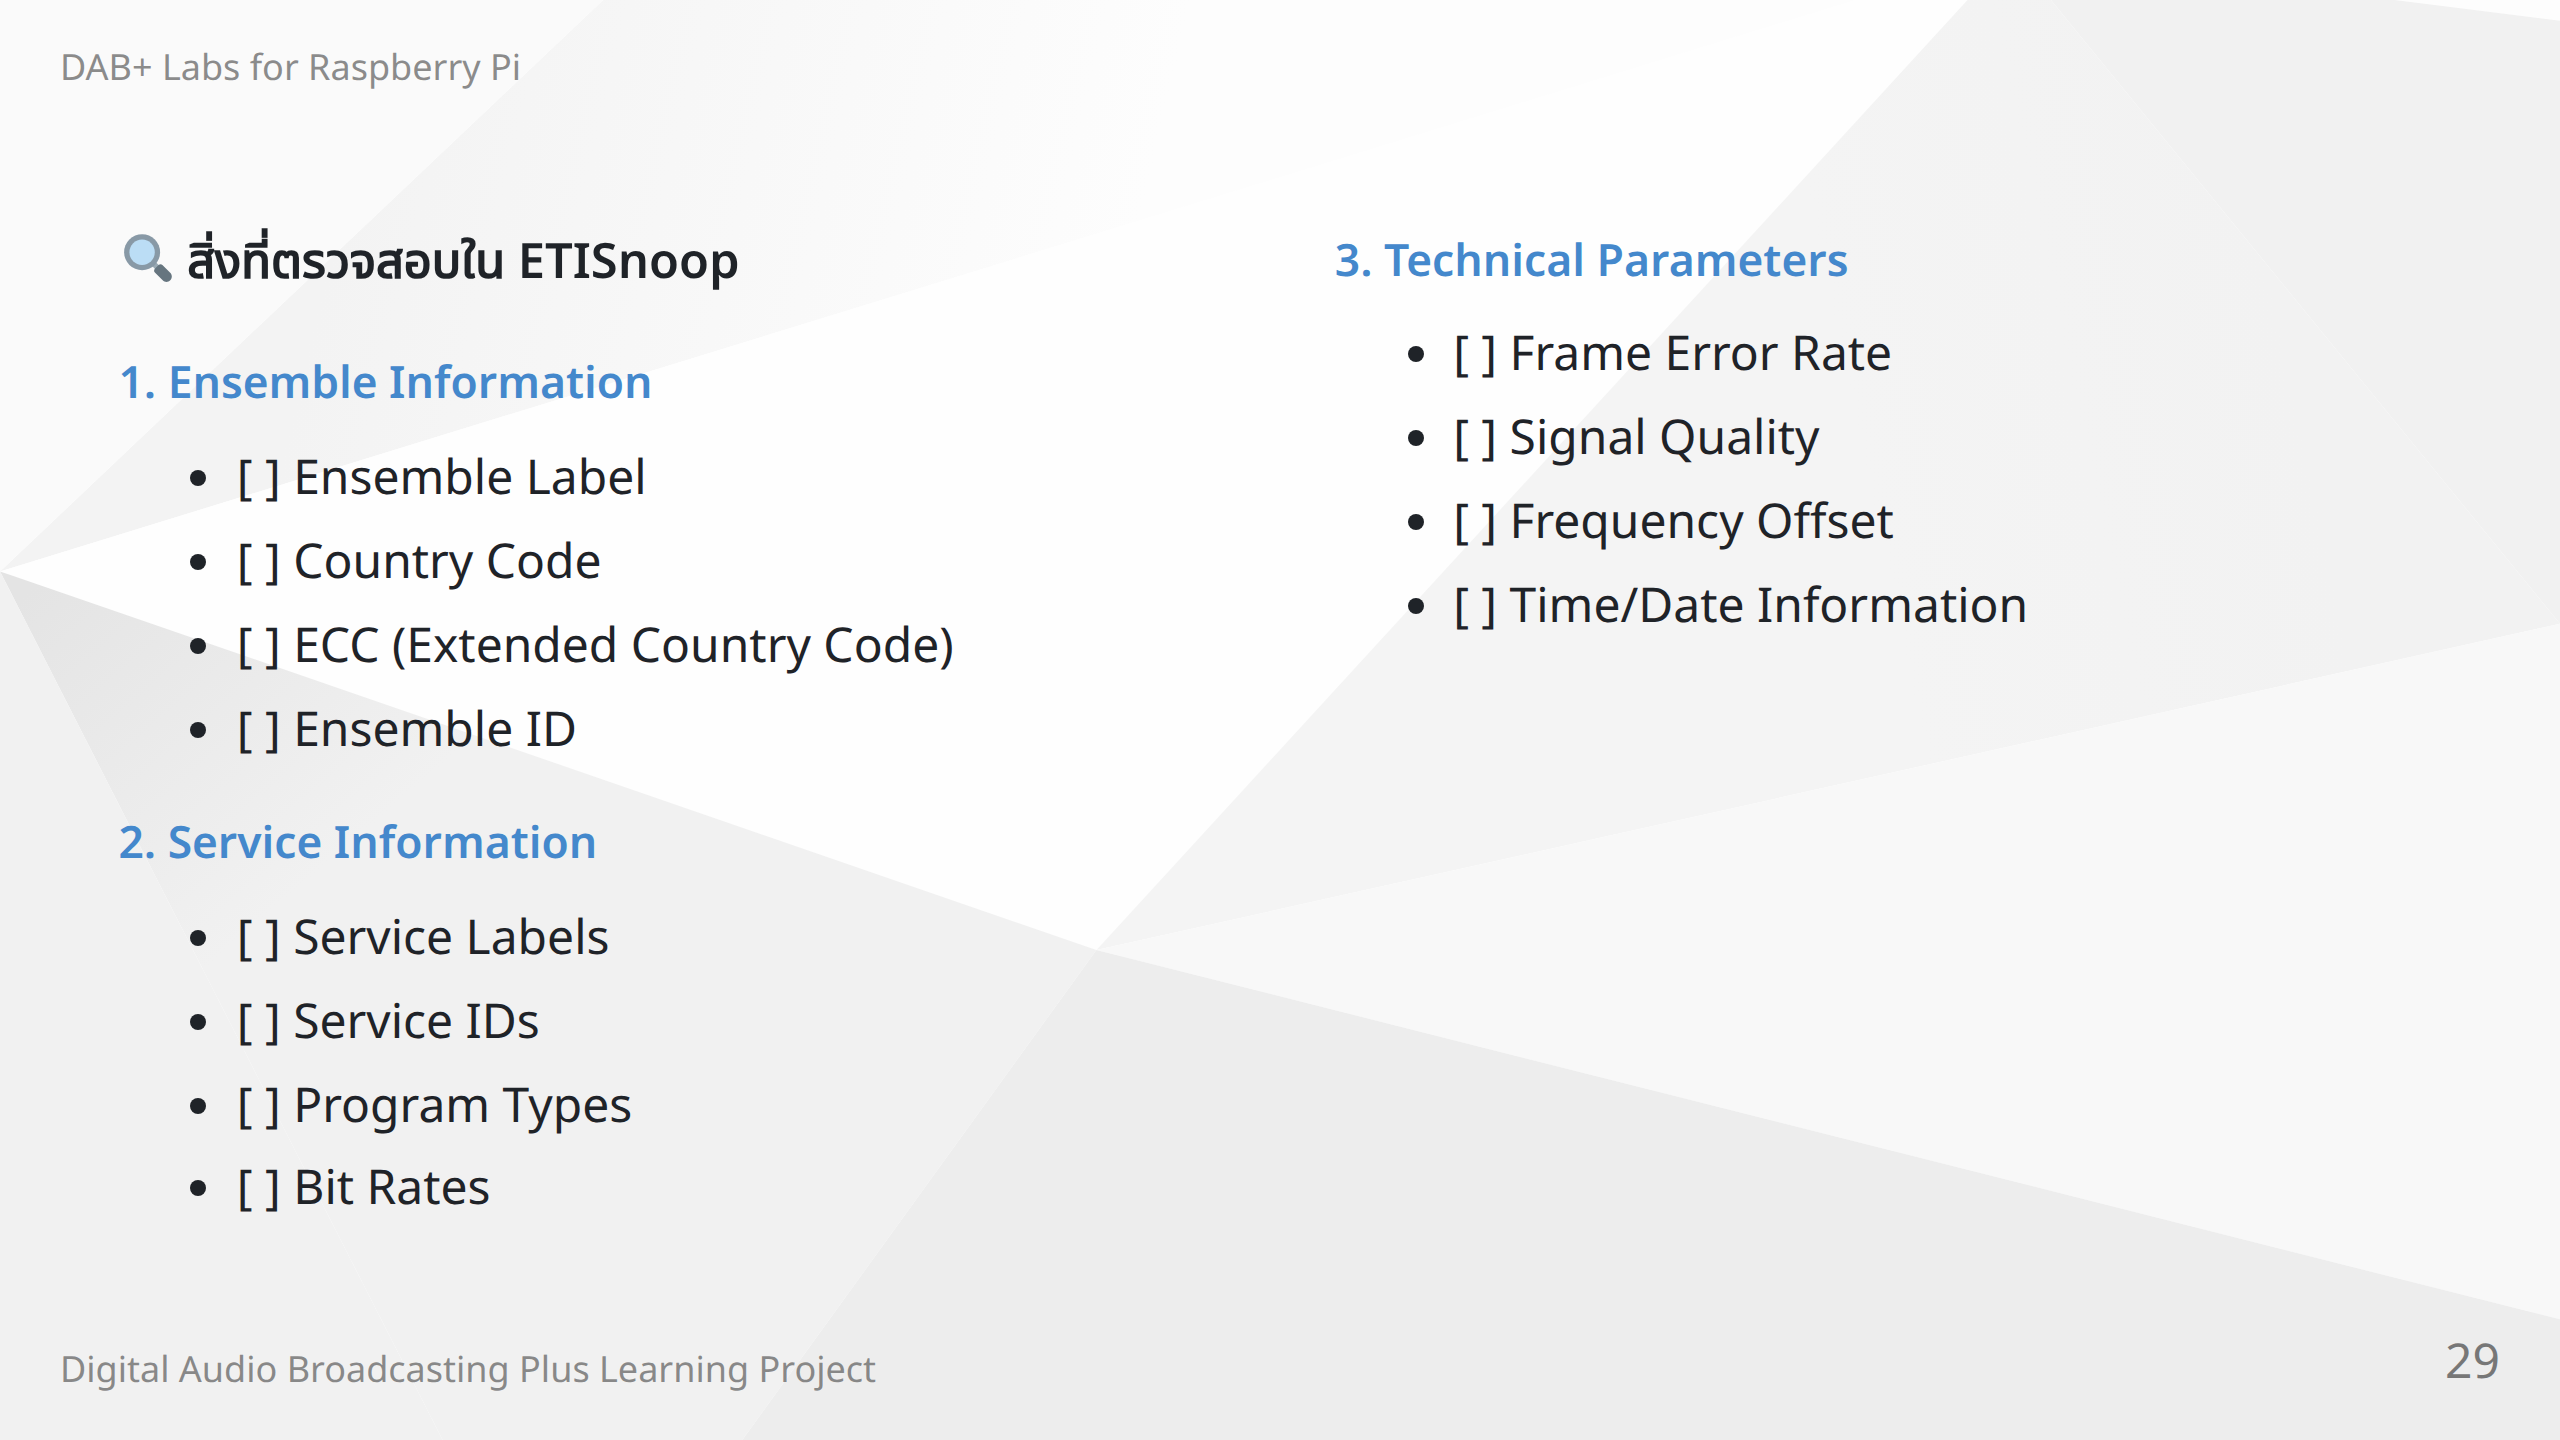 DAB+ Labs for Raspberry Pi
🔍 สิ่งที่ตรวจสอบใน ETISnoop
1. Ensemble Information
• [ ] Ensemble Label
• [ ] Country Code
• [ ] ECC (Extended Country Code)
• [ ] Ensemble ID
2. Service Information
• [ ] Service Labels
• [ ] Service IDs
• [ ] Program Types
• [ ] Bit Rates
3. Technical Parameters
• [ ] Frame Error Rate
• [ ] Signal Quality
• [ ] Frequency Offset
• [ ] Time/Date Information
Digital Audio Broadcasting Plus Learning Project
29